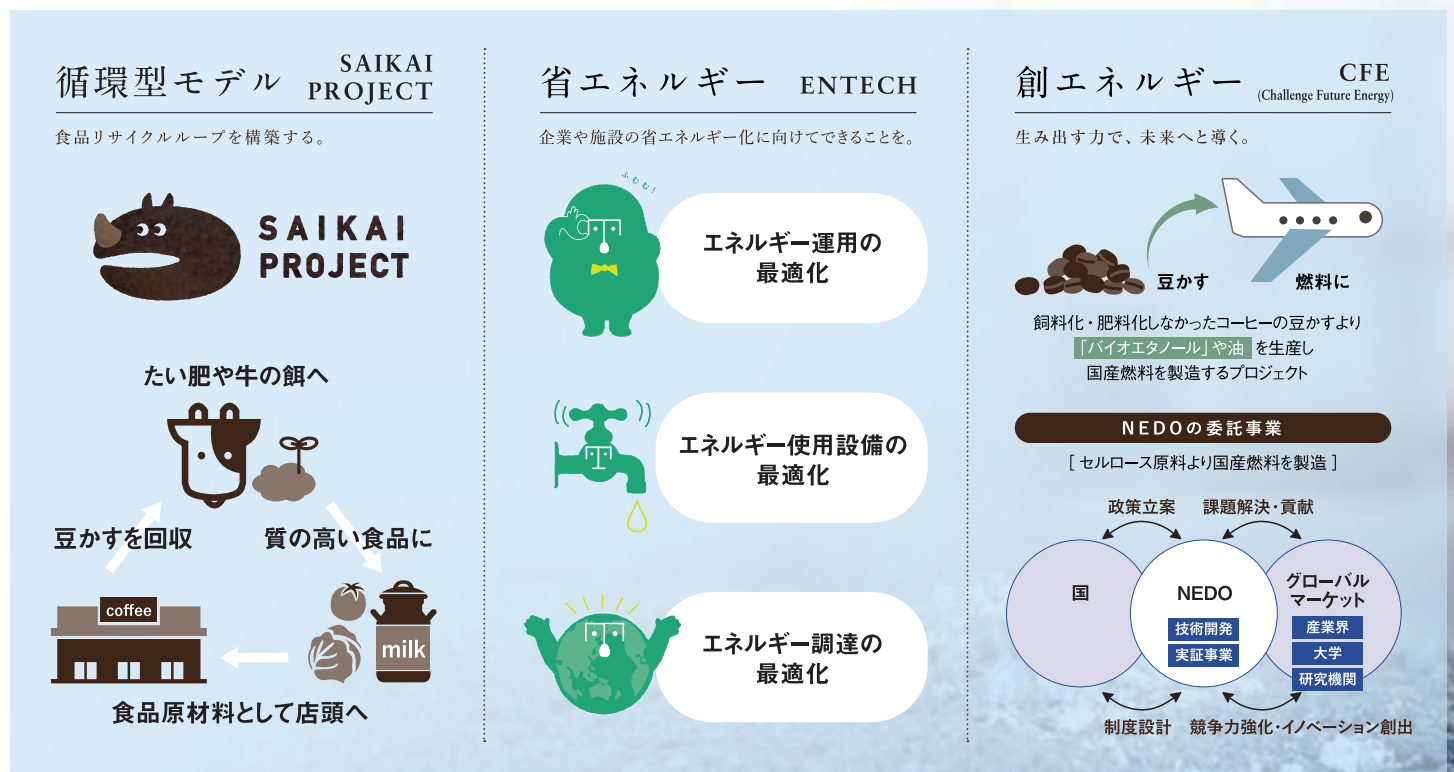 循環型モデル
SAIKAI
PROJECT
食品リサイクルループを構築する。
SAIKAI
PROJECT
たい肥や牛の餌へ
豆かすを回収
質の高い食品に
coffee
milk
食品原材料として店頭へ
省エネルギー
ENTECH
企業や施設の省エネルギー化に向けてできることを。
ふむむ!
エネルギー運用の
最適化
エネルギー使用設備の
最適化
エネルギー調達の
最適化
創エネルギー
CFE
(Challenge Future Energy)
生み出す力で、未来へと導く。
豆かす
燃料に
飼料化・肥料化しなかったコーヒーの豆かすより
「バイオエタノール」や油 を生産し
国産燃料を製造するプロジェクト
NEDOの委託事業
[ セルロース原料より国産燃料を製造 ]
政策立案
課題解決・貢献
国
NEDO
技術開発
実証事業
グローバル
マーケット
産業界
大学
研究機関
制度設計
競争力強化・イノベーション創出